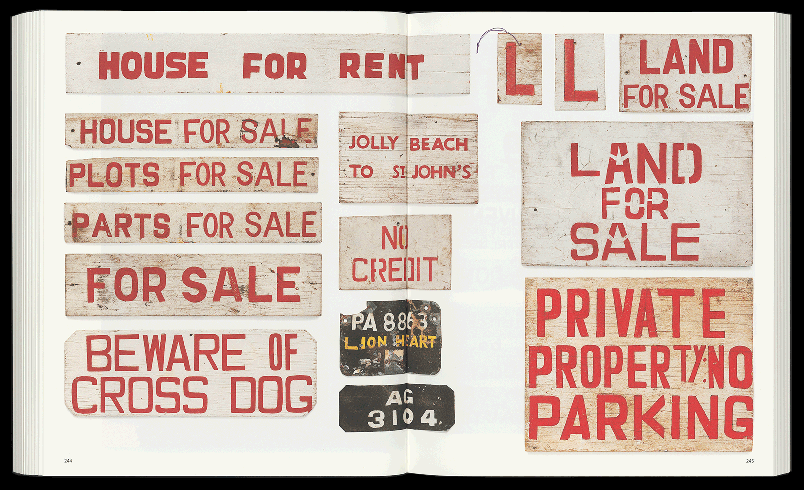 HOUSE FOR RENT
HOUSE FOR SALE
PLOTS FOR SALE
PARTS FOR SALE
FOR SALE
BEWARE OF
CROSS DOG
JOLLY BEACH
TO ST JOHN'S
NO
CREDIT
PA 8863
LION HEART
AG
3104
L
L
LAND
FOR SALE
LAND
FOR
SALE
PRIVATE
PROPERTY.NO
PARKING
244
245